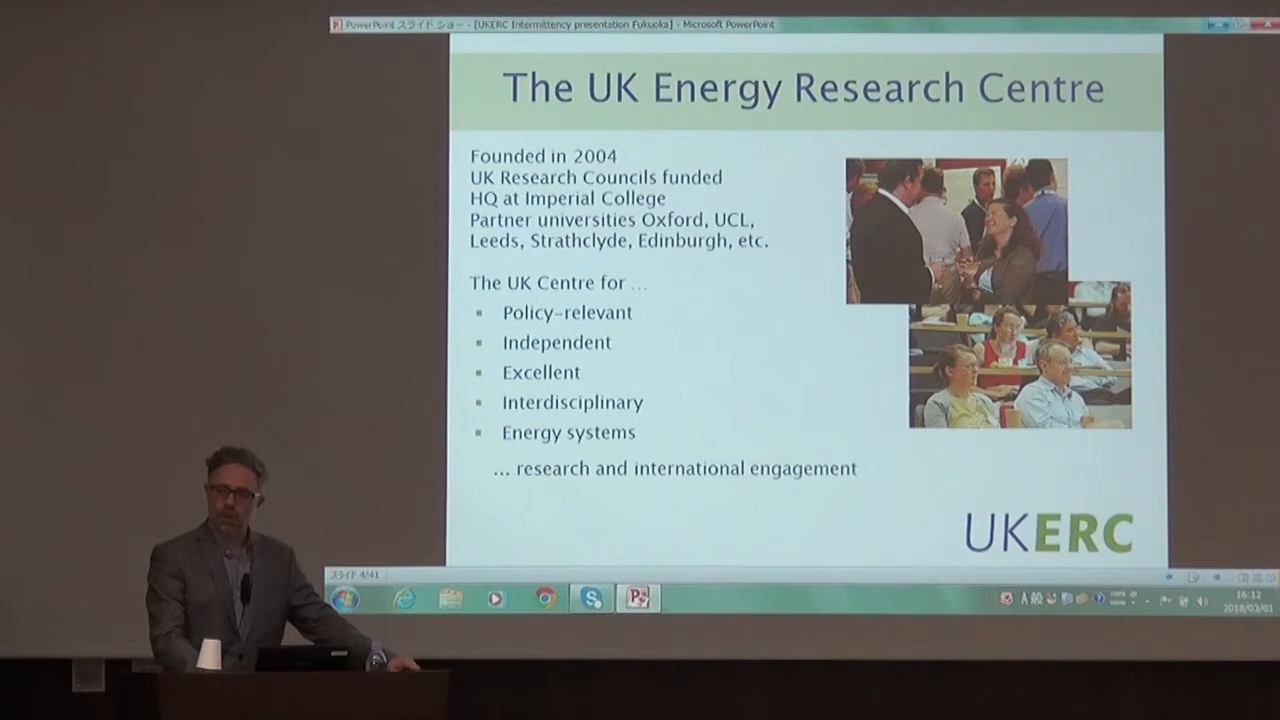 PowerPoint スライド ショー - [UKERC Intermittency presentation Fukuoka] - Microsoft PowerPoint
The UK Energy Research Centre
Founded in 2004
UK Research Councils funded
HQ at Imperial College
Partner universities Oxford, UCL,
Leeds, Strathclyde, Edinburgh, etc.
The UK Centre for ...
▪ Policy-relevant
▪ Independent
▪ Excellent
▪ Interdisciplinary
▪ Energy systems
... research and international engagement
UKERC
スライド 4/41
16:12
2018/03/01